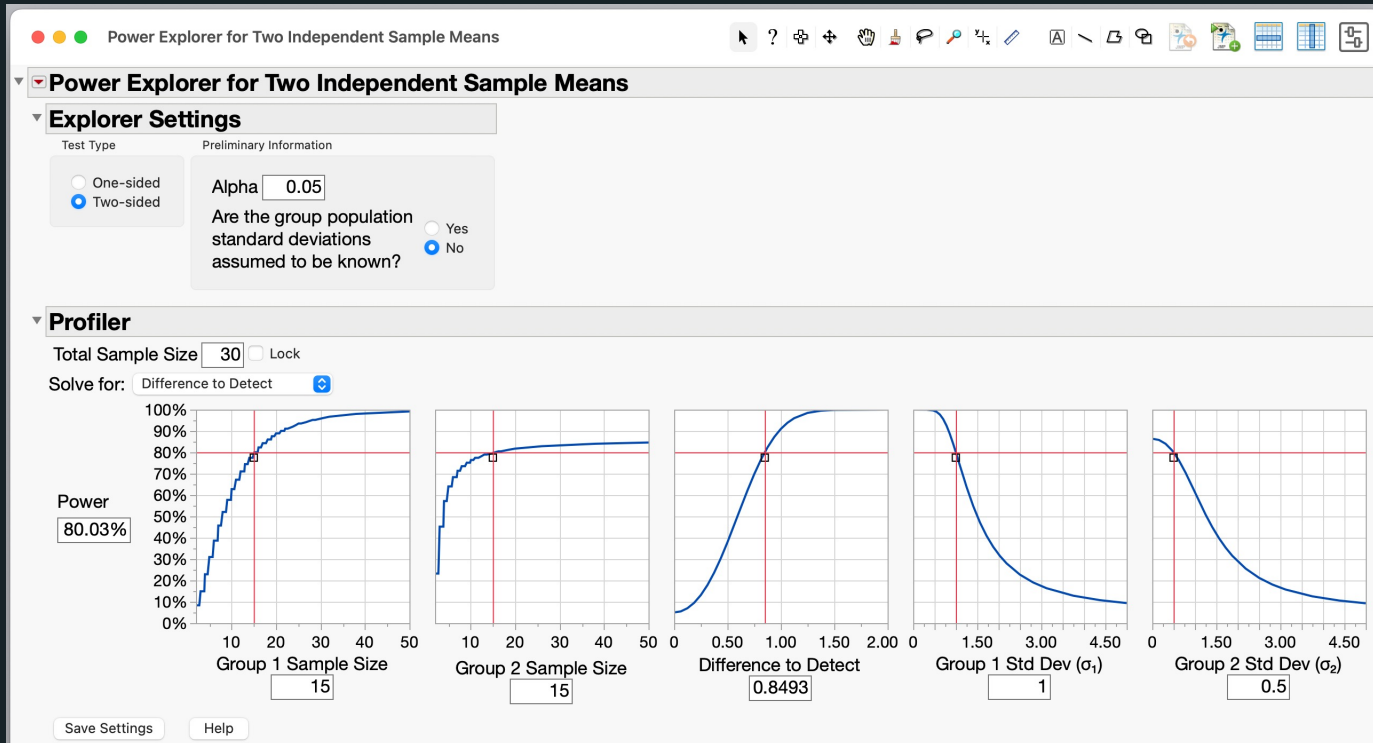 Power Explorer for Two Independent Sample Means
Power Explorer for Two Independent Sample Means
Explorer Settings
Test Type
Preliminary Information
One-sided
Two-sided
Alpha 0.05
Are the group population
standard deviations
assumed to be known?
Yes
No
Profiler
Total Sample Size 30 Lock
Solve for: Difference to Detect
Power
80.03%
100%
90%
80%
70%
60%
50%
40%
30%
20%
10%
0%
10 20 30 40 50
Group 1 Sample Size
15
10 20 30 40 50
Group 2 Sample Size
15
0 0.50 1.00 1.50 2.00
Difference to Detect
0.8493
0 1.50 3.00 4.50
Group 1 Std Dev (σ₁)
1
0 1.50 3.00 4.50
Group 2 Std Dev (σ₂)
0.5
Save Settings Help